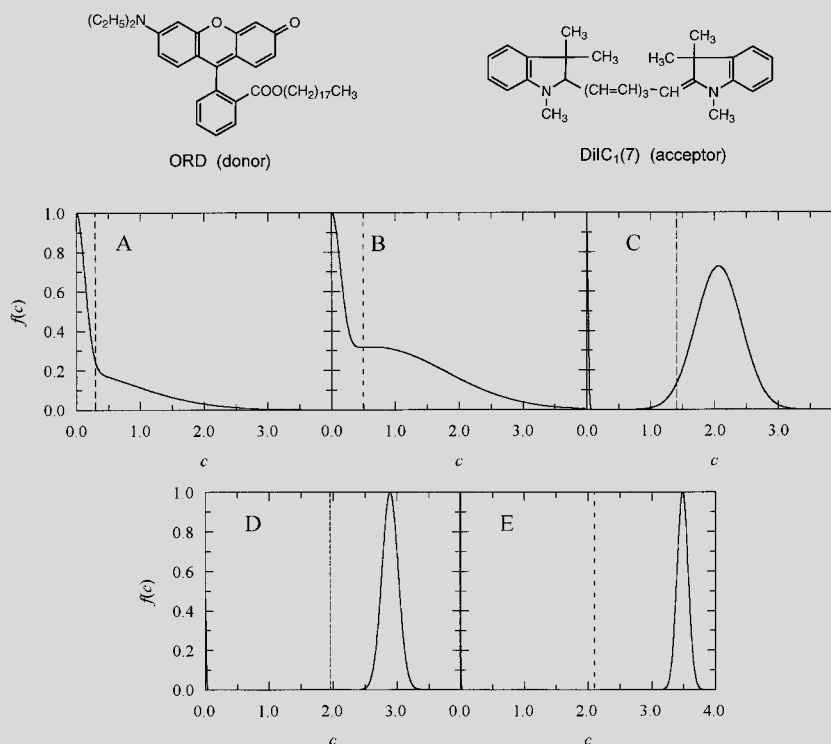 (C₂H₅)₂N O O
COO(CH₂)₁₇CH₃
ORD (donor)
CH₃ CH₃ N CH₃ (CH=CH)₃ CH CH₃ H₃C N CH₃
DiIC₁(7) (acceptor)
1.0
0.8
0.6
0.4
0.2
0.0
f(c)
A B C
0.0 1.0 2.0 3.0 0.0 1.0 2.0 3.0 0.0 1.0 2.0 3.0
c c c
1.0
0.8
0.6
0.4
0.2
0.0
f(c)
D E
0.0 1.0 2.0 3.0 0.0 1.0 2.0 3.0 4.0
c c